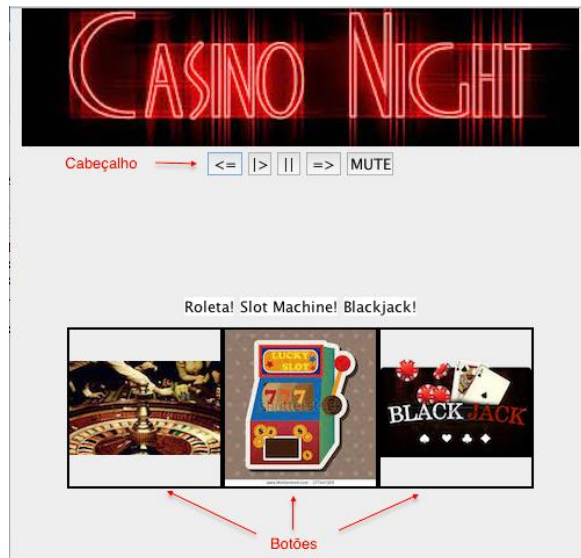 CASINO NIGHT
Cabeçalho <= |> || => MUTE
Roleta! Slot Machine! Blackjack!
LUCKY
SLOT
777
BLACK JACK
Botões